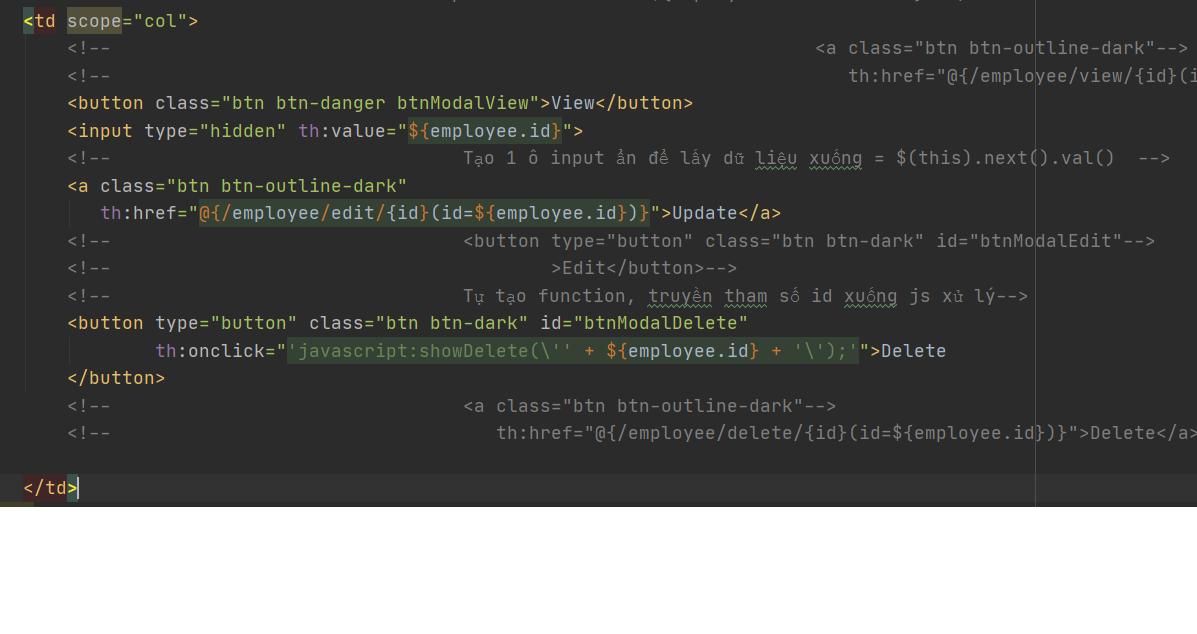 <td scope="col">
<!-- <a class="btn btn-outline-dark"-->
<!-- th:href="@{/employee/view/{id}(i
<button class="btn btn-danger btnModalView">View</button>
<input type="hidden" th:value="${employee.id}">
<!-- Tạo 1 ô input ẩn để lấy dữ liệu xuống = $(this).next().val() -->
<a class="btn btn-outline-dark"
th:href="@{/employee/edit/{id}(id=${employee.id})}">Update</a>
<!-- <button type="button" class="btn btn-dark" id="btnModalEdit"-->
<!-- >Edit</button>-->
<!-- Tự tạo function, truyền tham số id xuống js xử lý-->
<button type="button" class="btn btn-dark" id="btnModalDelete"
th:onclick="'javascript:showDelete(\'' + ${employee.id} + '\');'">Delete
</button>
<!-- <a class="btn btn-outline-dark"-->
<!-- th:href="@{/employee/delete/{id}(id=${employee.id})}">Delete</a>
</td>